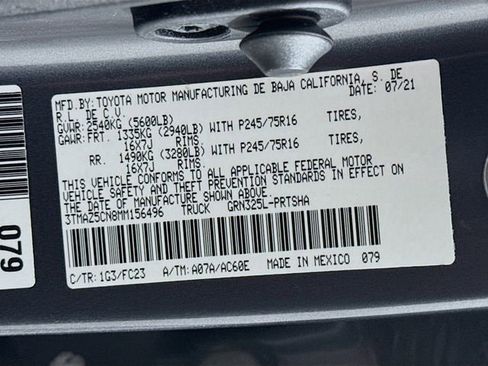 MFD.BY:TOYOTA MOTOR MANUFACTURING DE BAJA CALIFORNIA, S. DE
R.L. DE C.V. DATE: 07/21
GVWR:2540KG (5600LB)
GAWR:FRT. 1335KG (2940LB) WITH P245/75R16 TIRES,
16X7J RIMS.
RR. 1490KG (3280LB) WITH P245/75R16 TIRES,
16X7J RIMS.
THIS VEHICLE CONFORMS TO ALL APPLICABLE FEDERAL MOTOR
VEHICLE SAFETY AND THEFT PREVENTION STANDARDS IN EFFECT ON
THE DATE OF MANUFACTURE SHOWN ABOVE.
3TMAZ5CN8MM156496 TRUCK GRN325L-PRTSHA
C/TR: 1G3/FC23 A/TM: A07A/AC60E MADE IN MEXICO 079
079